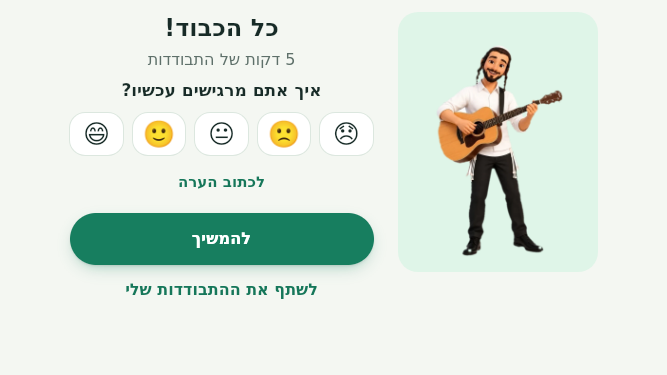 כל הכבוד!
5 דקות של התבודדות
איך אתם מרגישים עכשיו?
לכתוב הערה
להמשיך
לשתף את ההתבודדות שלי